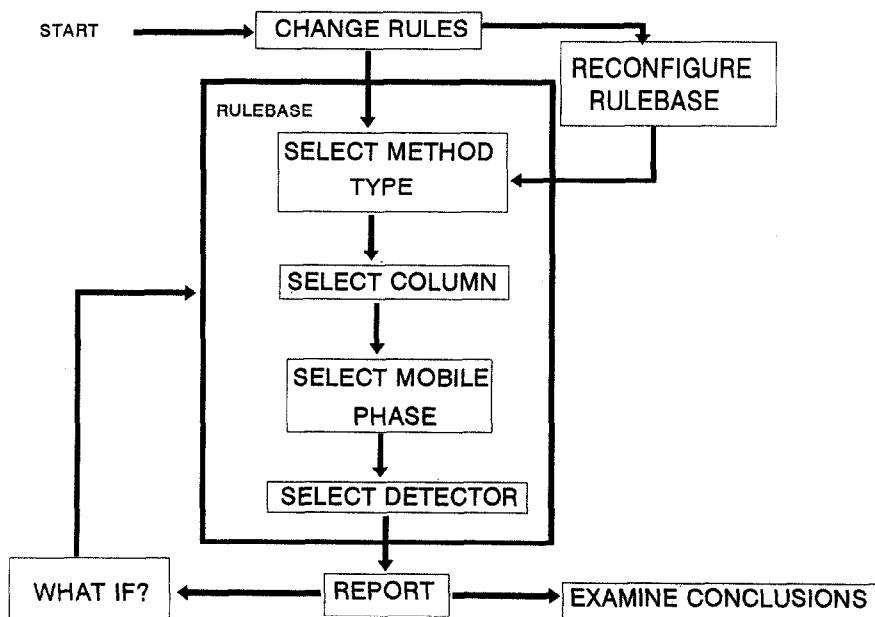 START
CHANGE RULES
RECONFIGURE
RULEBASE
RULEBASE
SELECT METHOD
TYPE
SELECT COLUMN
SELECT MOBILE
PHASE
SELECT DETECTOR
WHAT IF?
REPORT
EXAMINE CONCLUSIONS